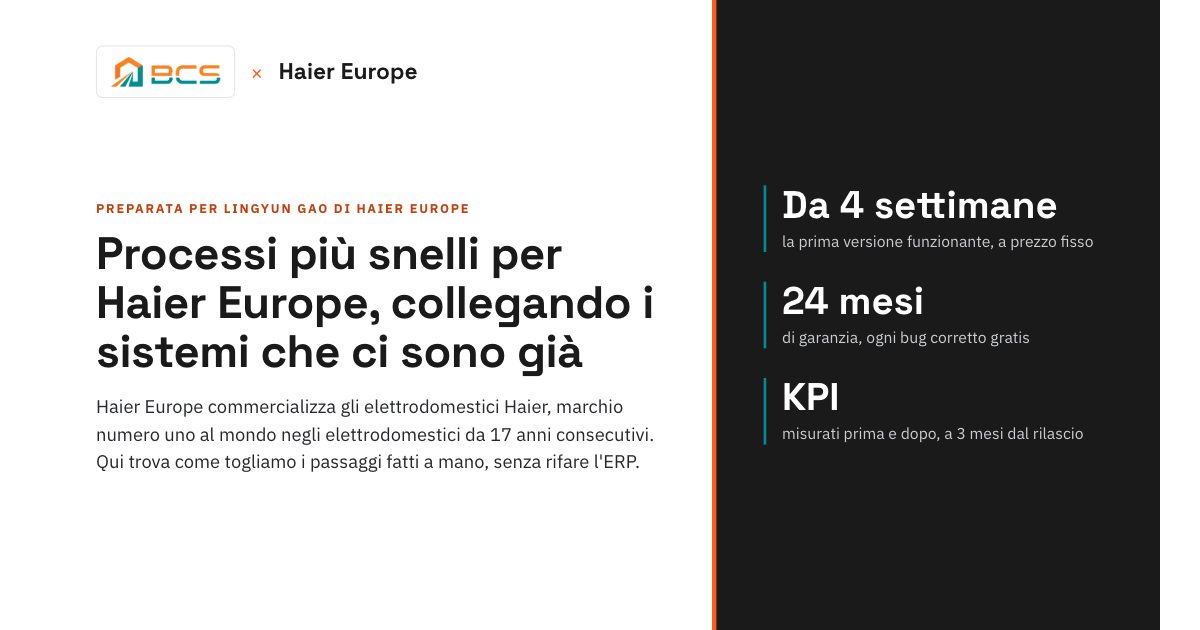 BCS × Haier Europe
PREPARATA PER LINGYUN GAO DI HAIER EUROPE
Processi più snelli per
Haier Europe, collegando i
sistemi che ci sono già
Haier Europe commercializza gli elettrodomestici Haier, marchio
numero uno al mondo negli elettrodomestici da 17 anni consecutivi.
Qui trova come togliamo i passaggi fatti a mano, senza rifare l'ERP.
Da 4 settimane
la prima versione funzionante, a prezzo fisso
24 mesi
di garanzia, ogni bug corretto gratis
KPI
misurati prima e dopo, a 3 mesi dal rilascio